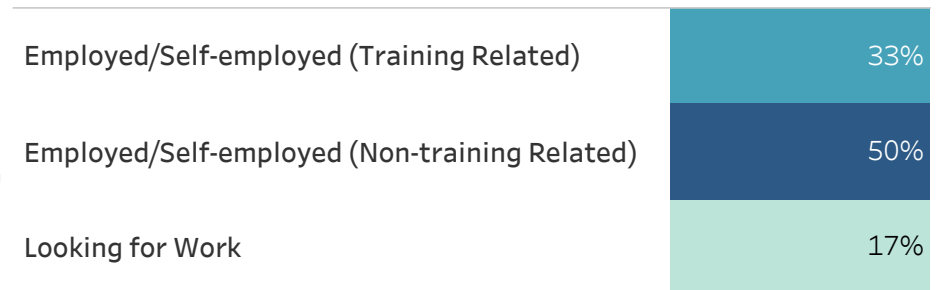 Employed/Self-employed (Training Related) 33%
Employed/Self-employed (Non-training Related) 50%
Looking for Work 17%